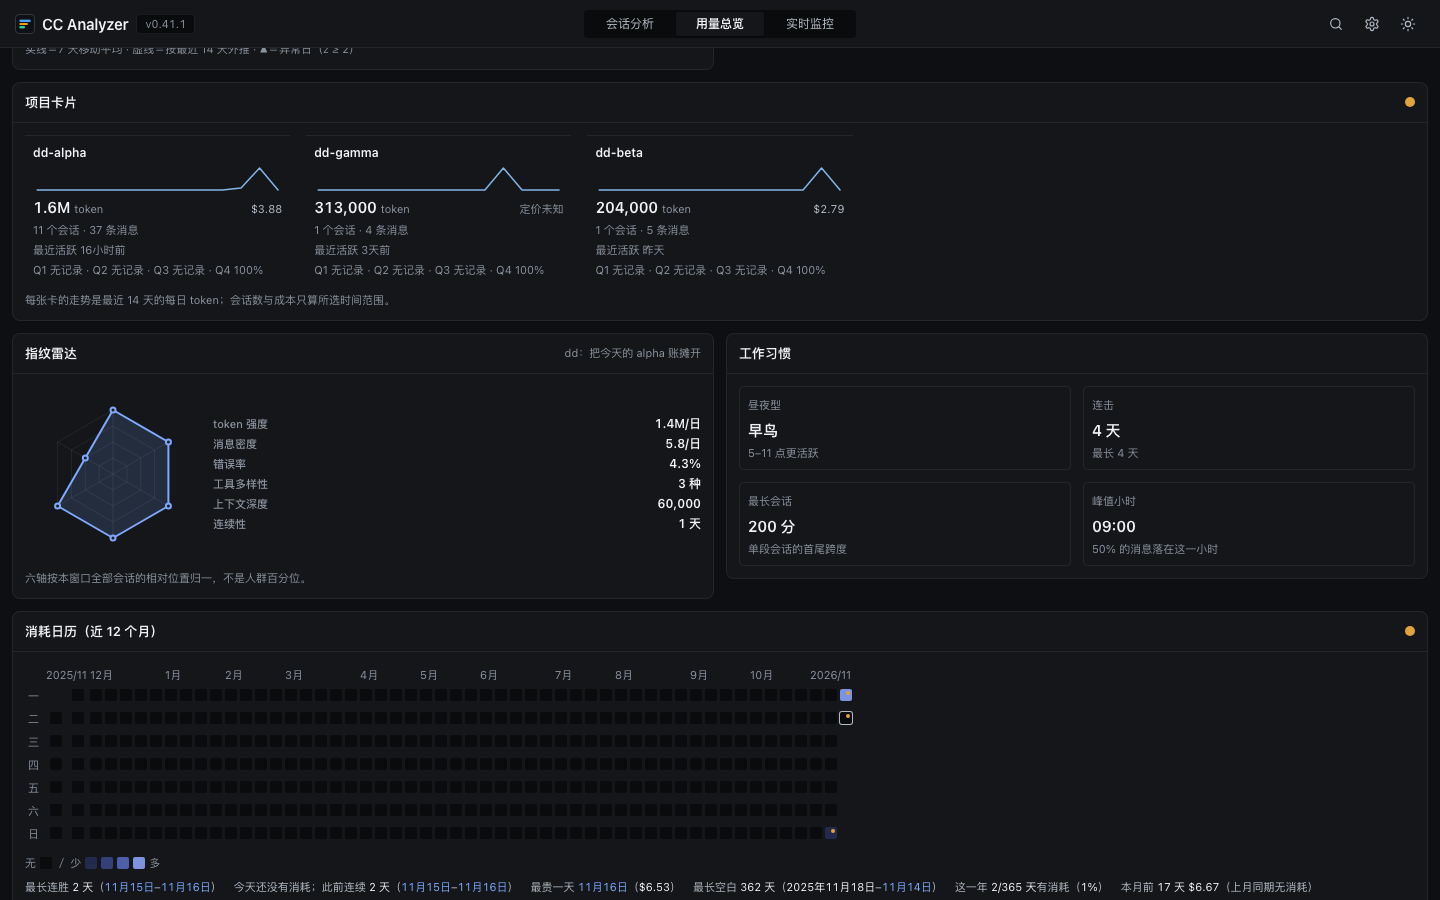 CC Analyzer v0.41.1 会话分析 用量总览 实时监控
实线=7 天移动平均 · 虚线=按最近 14 天外推 · ▲=异常日（z ≥ 2）
项目卡片
dd-alpha
1.6M token $3.88
11 个会话 · 37 条消息
最近活跃 16小时前
Q1 无记录 · Q2 无记录 · Q3 无记录 · Q4 100%
dd-gamma
313,000 token 定价未知
1 个会话 · 4 条消息
最近活跃 3天前
Q1 无记录 · Q2 无记录 · Q3 无记录 · Q4 100%
dd-beta
204,000 token $2.79
1 个会话 · 5 条消息
最近活跃 昨天
Q1 无记录 · Q2 无记录 · Q3 无记录 · Q4 100%
每张卡的走势是最近 14 天的每日 token；会话数与成本只算所选时间范围。
指纹雷达 dd：把今天的 alpha 账摊开
token 强度 1.4M/日
消息密度 5.8/日
错误率 4.3%
工具多样性 3 种
上下文深度 60,000
连续性 1 天
六轴按本窗口全部会话的相对位置归一，不是人群百分位。
工作习惯
昼夜型
早鸟
5–11 点更活跃
连击
4 天
最长 4 天
最长会话
200 分
单段会话的首尾跨度
峰值小时
09:00
50% 的消息落在这一小时
消耗日历（近 12 个月）
2025/11 12月 1月 2月 3月 4月 5月 6月 7月 8月 9月 10月 2026/11
一
二
三
四
五
六
日
无 / 少 多
最长连胜 2 天（11月15日–11月16日） 今天还没有消耗；此前连续 2 天（11月15日–11月16日） 最贵一天 11月16日（$6.53） 最长空白 362 天（2025年11月18日–11月14日） 这一年 2/365 天有消耗（1%） 本月前 17 天 $6.67（上月同期无消耗）